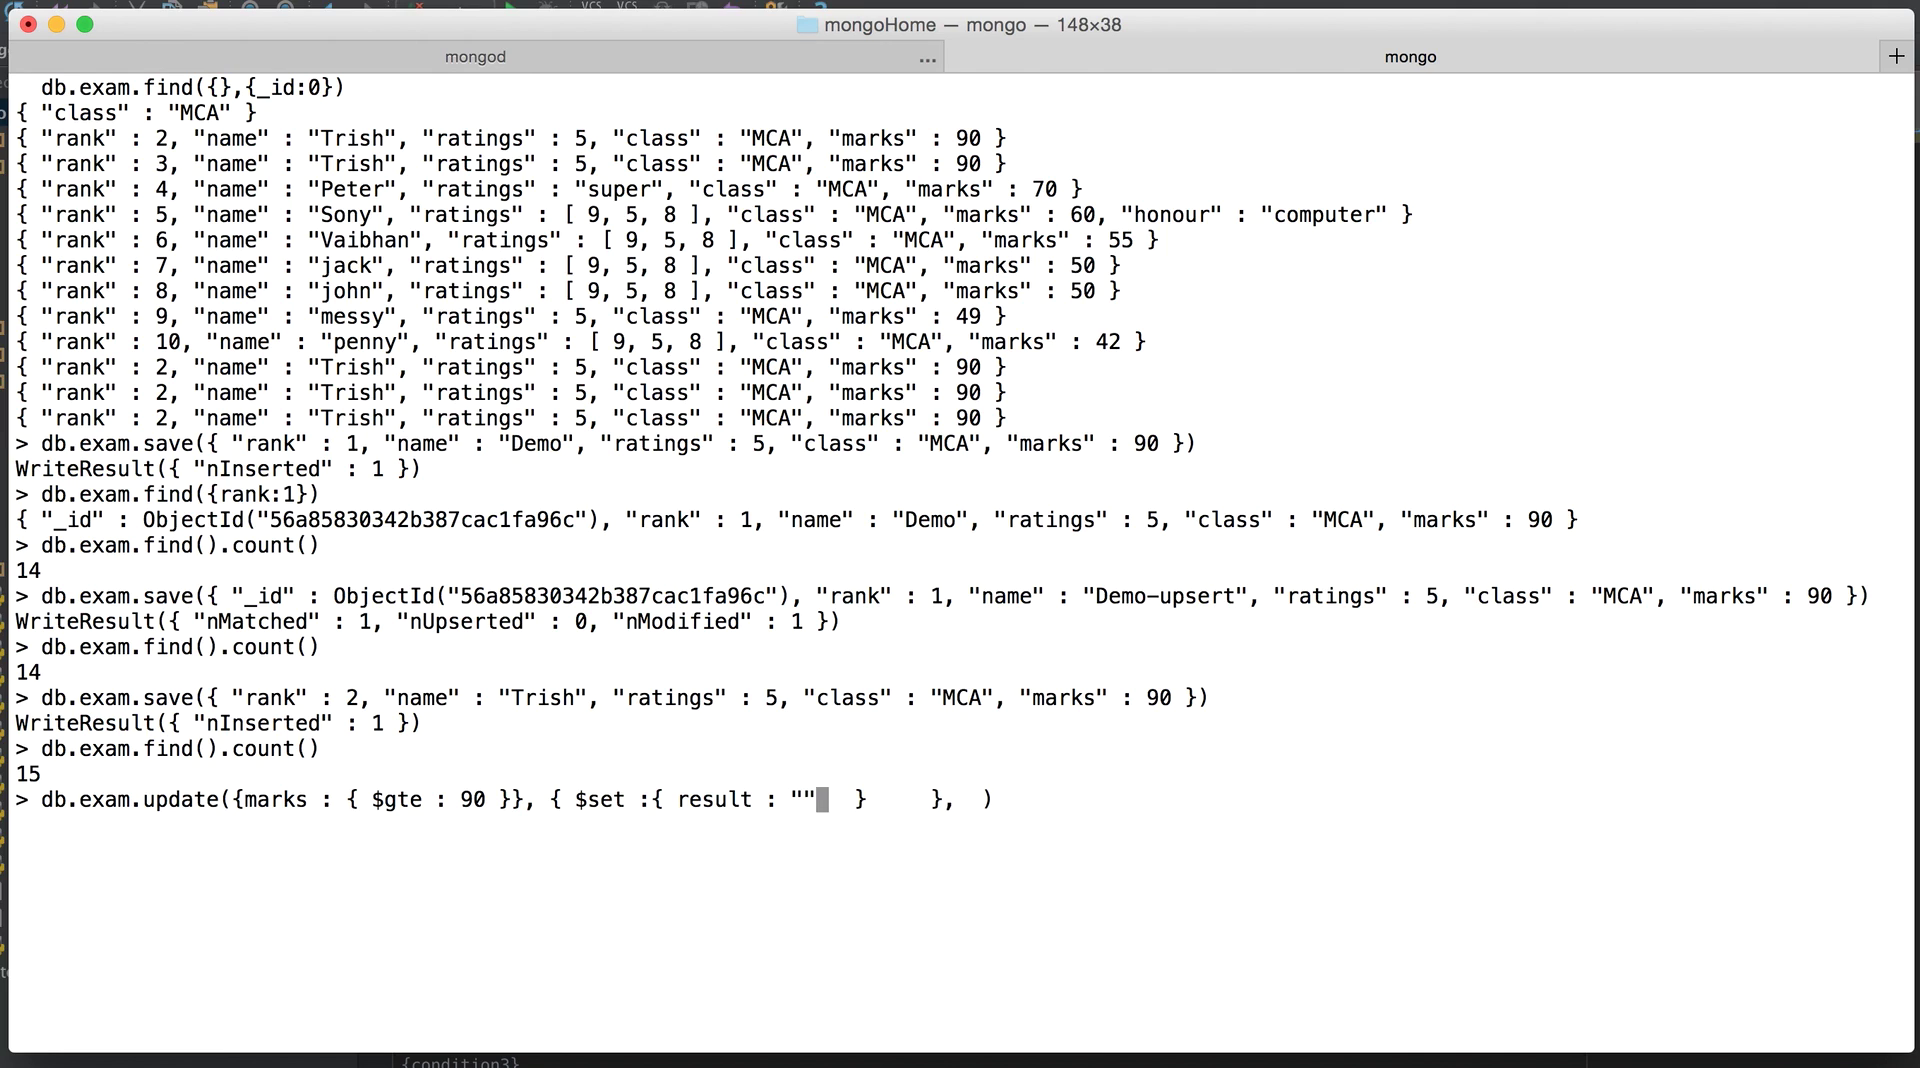 mongoHome — mongo — 148×38
mongod
...
mongo
+
db.exam.find({},{_id:0})
{ "class" : "MCA" }
{ "rank" : 2, "name" : "Trish", "ratings" : 5, "class" : "MCA", "marks" : 90 }
{ "rank" : 3, "name" : "Trish", "ratings" : 5, "class" : "MCA", "marks" : 90 }
{ "rank" : 4, "name" : "Peter", "ratings" : "super", "class" : "MCA", "marks" : 70 }
{ "rank" : 5, "name" : "Sony", "ratings" : [ 9, 5, 8 ], "class" : "MCA", "marks" : 60, "honour" : "computer" }
{ "rank" : 6, "name" : "Vaibhan", "ratings" : [ 9, 5, 8 ], "class" : "MCA", "marks" : 55 }
{ "rank" : 7, "name" : "jack", "ratings" : [ 9, 5, 8 ], "class" : "MCA", "marks" : 50 }
{ "rank" : 8, "name" : "john", "ratings" : [ 9, 5, 8 ], "class" : "MCA", "marks" : 50 }
{ "rank" : 9, "name" : "messy", "ratings" : 5, "class" : "MCA", "marks" : 49 }
{ "rank" : 10, "name" : "penny", "ratings" : [ 9, 5, 8 ], "class" : "MCA", "marks" : 42 }
{ "rank" : 2, "name" : "Trish", "ratings" : 5, "class" : "MCA", "marks" : 90 }
{ "rank" : 2, "name" : "Trish", "ratings" : 5, "class" : "MCA", "marks" : 90 }
{ "rank" : 2, "name" : "Trish", "ratings" : 5, "class" : "MCA", "marks" : 90 }
> db.exam.save({ "rank" : 1, "name" : "Demo", "ratings" : 5, "class" : "MCA", "marks" : 90 })
WriteResult({ "nInserted" : 1 })
> db.exam.find({rank:1})
{ "_id" : ObjectId("56a85830342b387cac1fa96c"), "rank" : 1, "name" : "Demo", "ratings" : 5, "class" : "MCA", "marks" : 90 }
> db.exam.find().count()
14
> db.exam.save({ "_id" : ObjectId("56a85830342b387cac1fa96c"), "rank" : 1, "name" : "Demo-upsert", "ratings" : 5, "class" : "MCA", "marks" : 90 })
WriteResult({ "nMatched" : 1, "nUpserted" : 0, "nModified" : 1 })
> db.exam.find().count()
14
> db.exam.save({ "rank" : 2, "name" : "Trish", "ratings" : 5, "class" : "MCA", "marks" : 90 })
WriteResult({ "nInserted" : 1 })
> db.exam.find().count()
15
> db.exam.update({marks : { $gte : 90 }}, { $set :{ result : ""   }     },  )
{condition3}